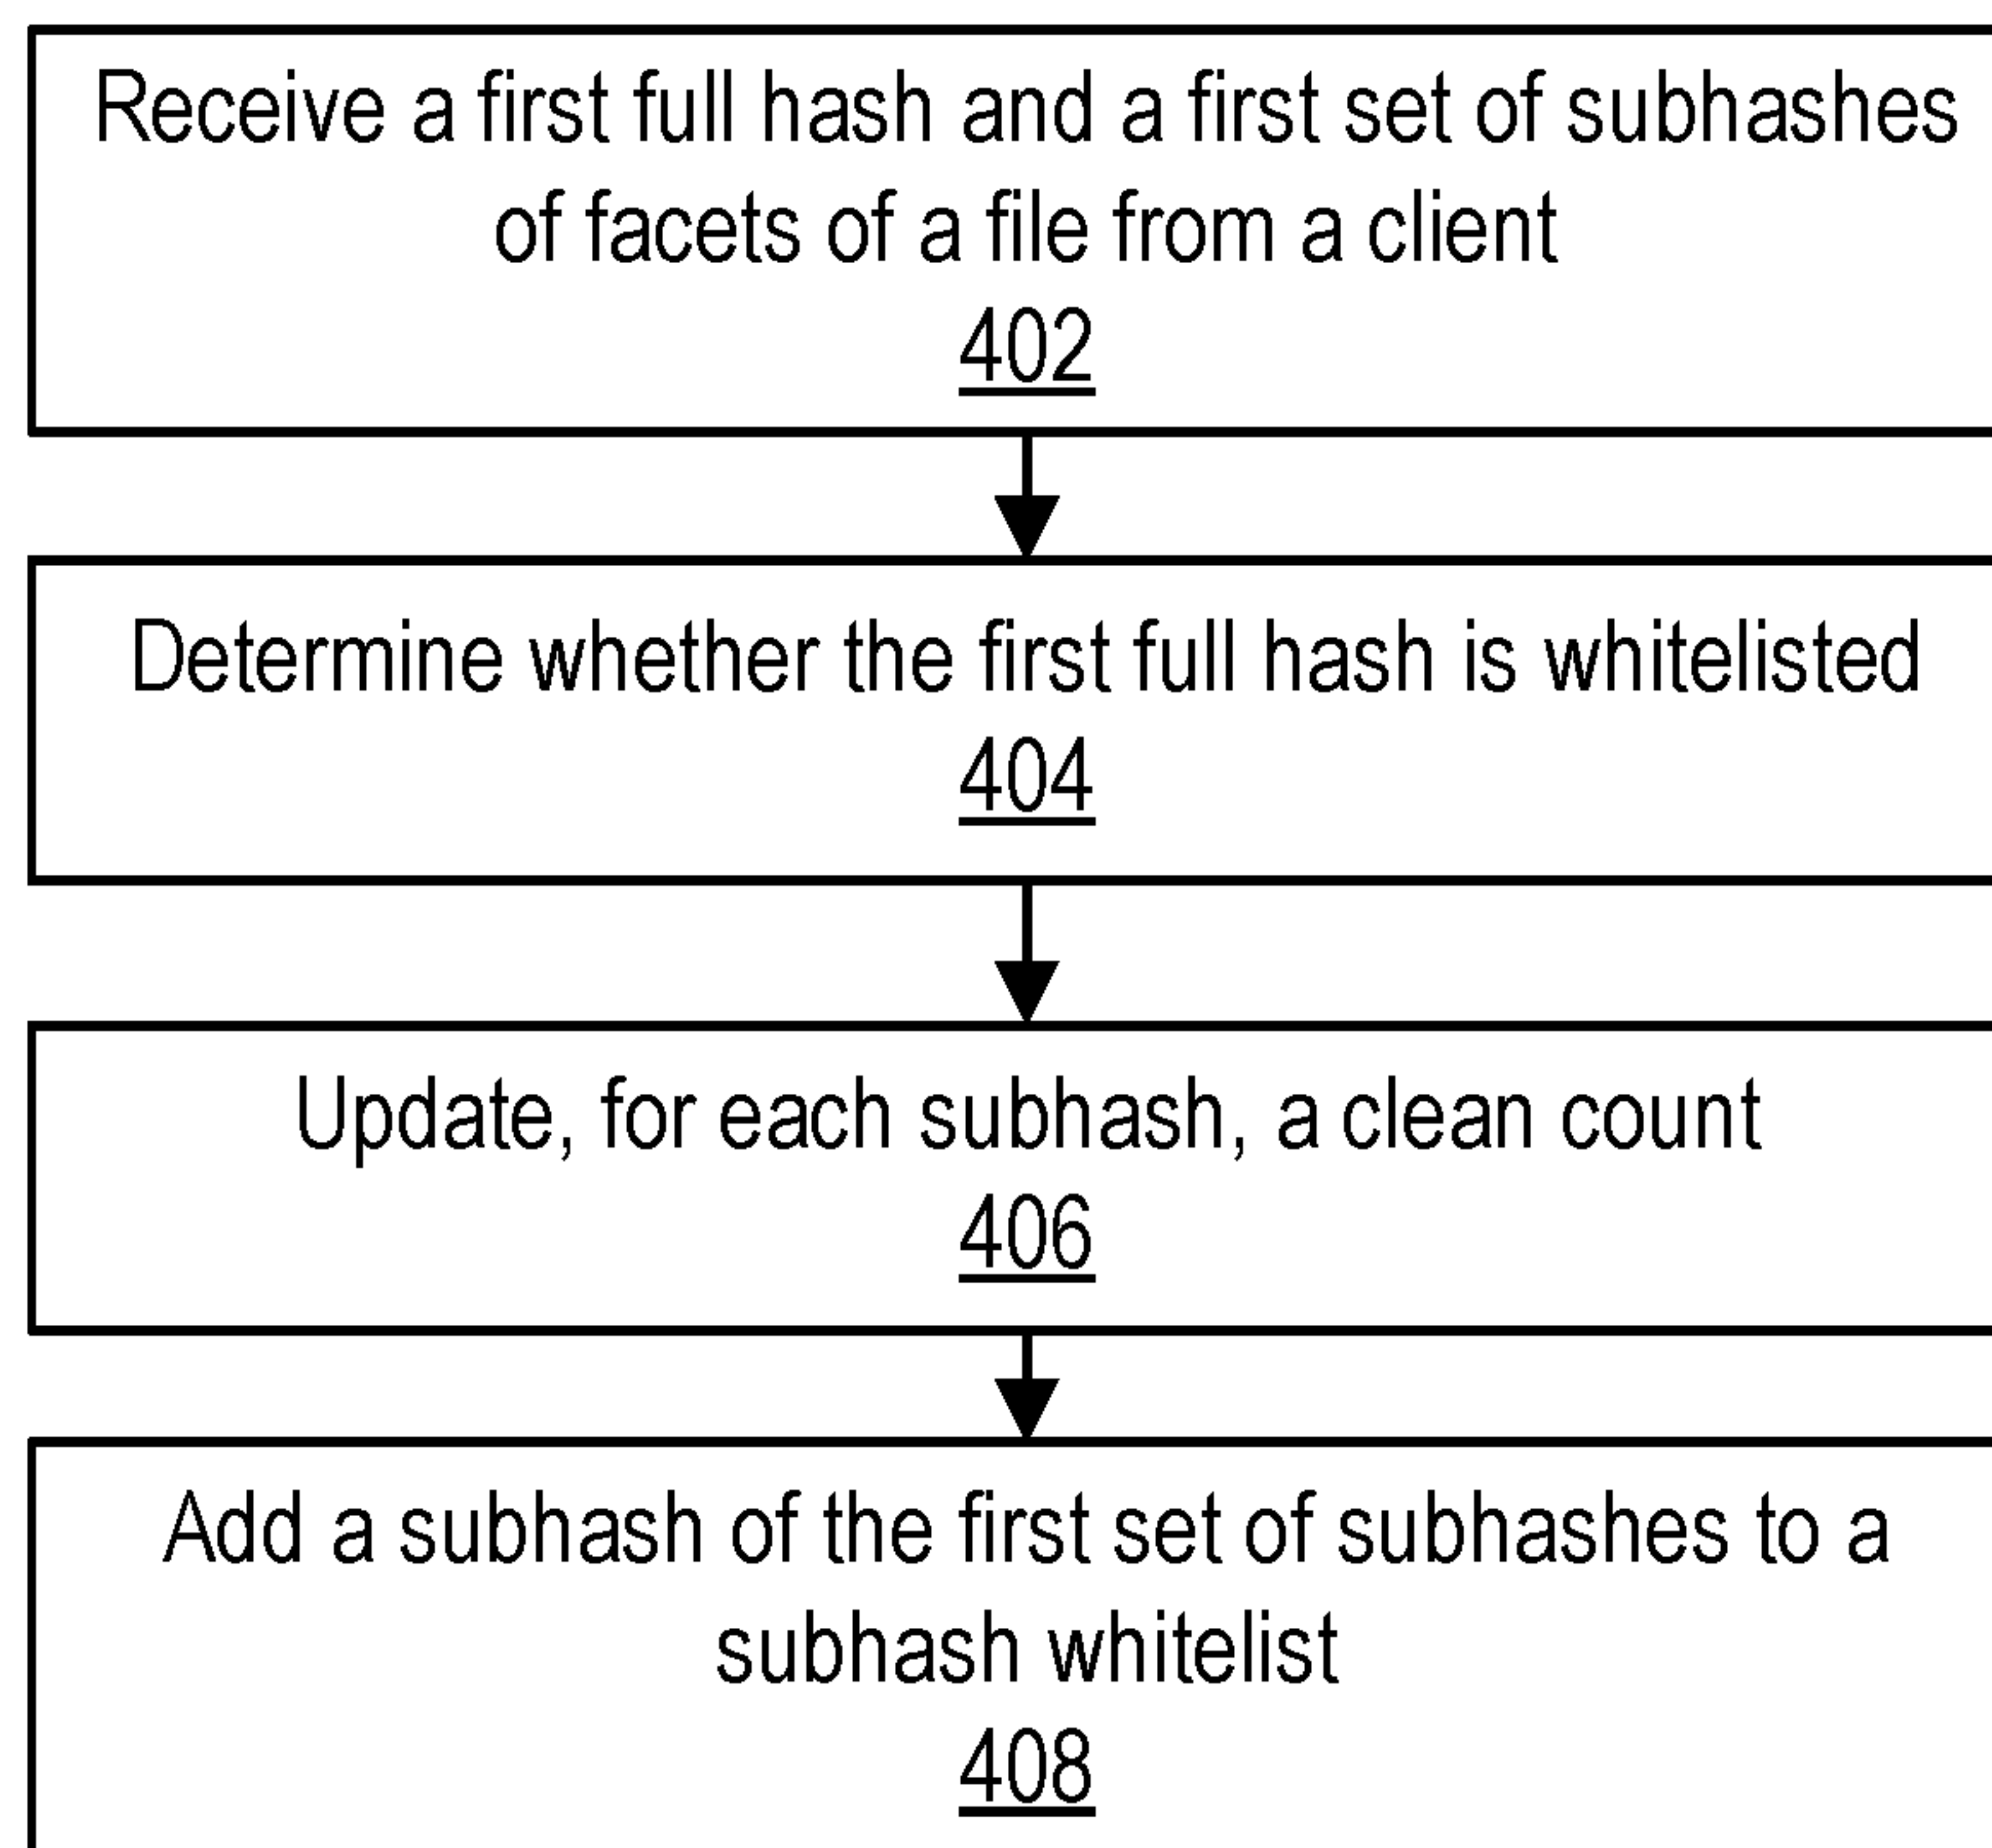 Receive a first full hash and a first set of subhashes
of facets of a file from a client
402
Determine whether the first full hash is whitelisted
404
Update, for each subhash, a clean count
406
Add a subhash of the first set of subhashes to a
subhash whitelist
408